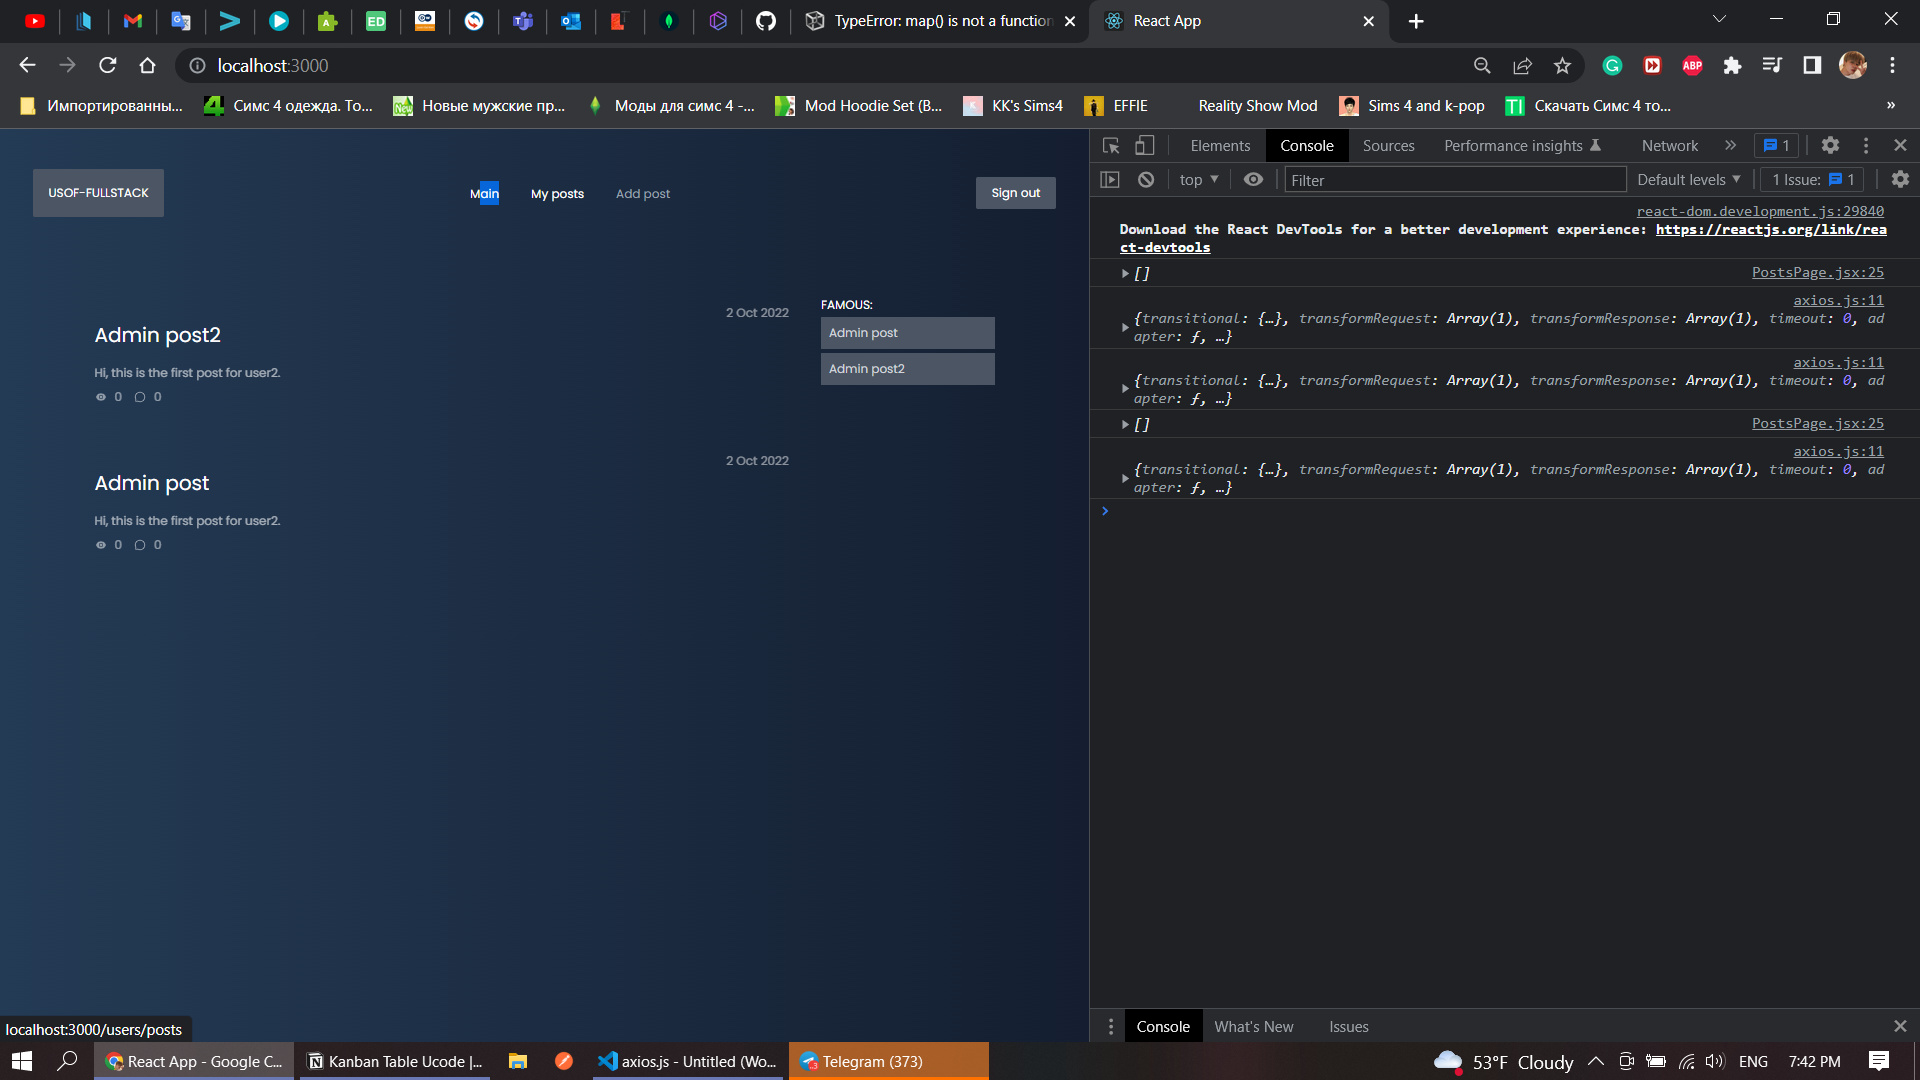 TypeError: map() is not a function
React App
localhost:3000
Импортированны...
Симс 4 одежда. То...
Новые мужские пр...
Моды для симс 4 -...
Mod Hoodie Set (B...
KK's Sims4
EFFIE
Reality Show Mod
Sims 4 and k-pop
Скачать Симс 4 то...
»
USOF-FULLSTACK
Main
My posts
Add post
Sign out
2 Oct 2022
Admin post2
Hi, this is the first post for user2.
0 0
2 Oct 2022
Admin post
Hi, this is the first post for user2.
0 0
FAMOUS:
Admin post
Admin post2
localhost:3000/users/posts
Elements
Console
Sources
Performance insights
Network
»
1
top
Filter
Default levels
1 Issue: 1
react-dom.development.js:29840
Download the React DevTools for a better development experience: https://reactjs.org/link/rea
ct-devtools
[] PostsPage.jsx:25
axios.js:11
{transitional: {…}, transformRequest: Array(1), transformResponse: Array(1), timeout: 0, ad
apter: ƒ, …}
axios.js:11
{transitional: {…}, transformRequest: Array(1), transformResponse: Array(1), timeout: 0, ad
apter: ƒ, …}
[] PostsPage.jsx:25
axios.js:11
{transitional: {…}, transformRequest: Array(1), transformResponse: Array(1), timeout: 0, ad
apter: ƒ, …}
Console
What's New
Issues
React App - Google C...
Kanban Table Ucode |...
axios.js - Untitled (Wo...
Telegram (373)
53°F Cloudy
ENG
7:42 PM